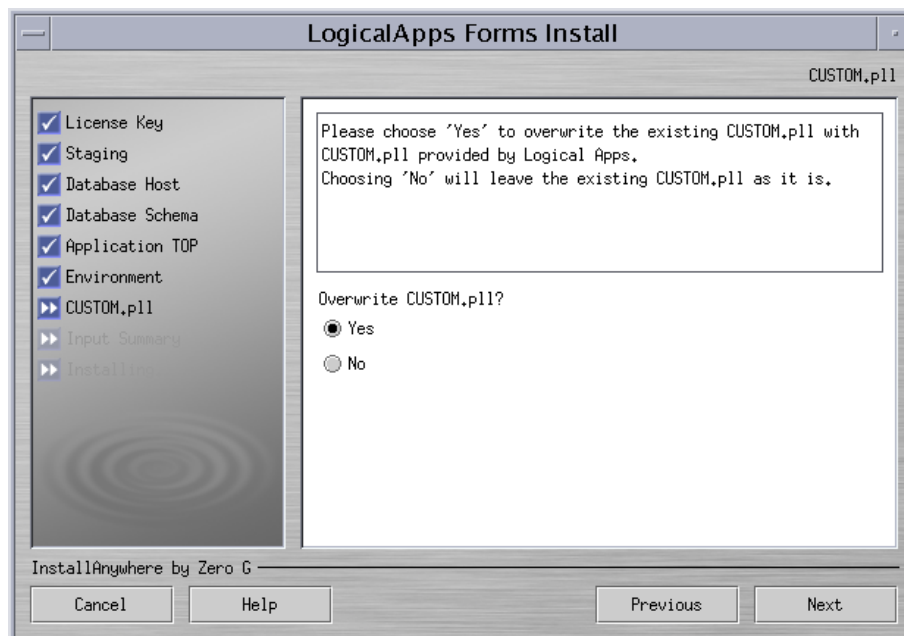 LogicalApps Forms Install
CUSTOM.pll
License Key
Staging
Database Host
Database Schema
Application TOP
Environment
CUSTOM.pll
Input Summary
Installing...
Please choose 'Yes' to overwrite the existing CUSTOM.pll with
CUSTOM.pll provided by Logical Apps.
Choosing 'No' will leave the existing CUSTOM.pll as it is.
Overwrite CUSTOM.pll?
Yes
No
InstallAnywhere by Zero G
Cancel
Help
Previous
Next